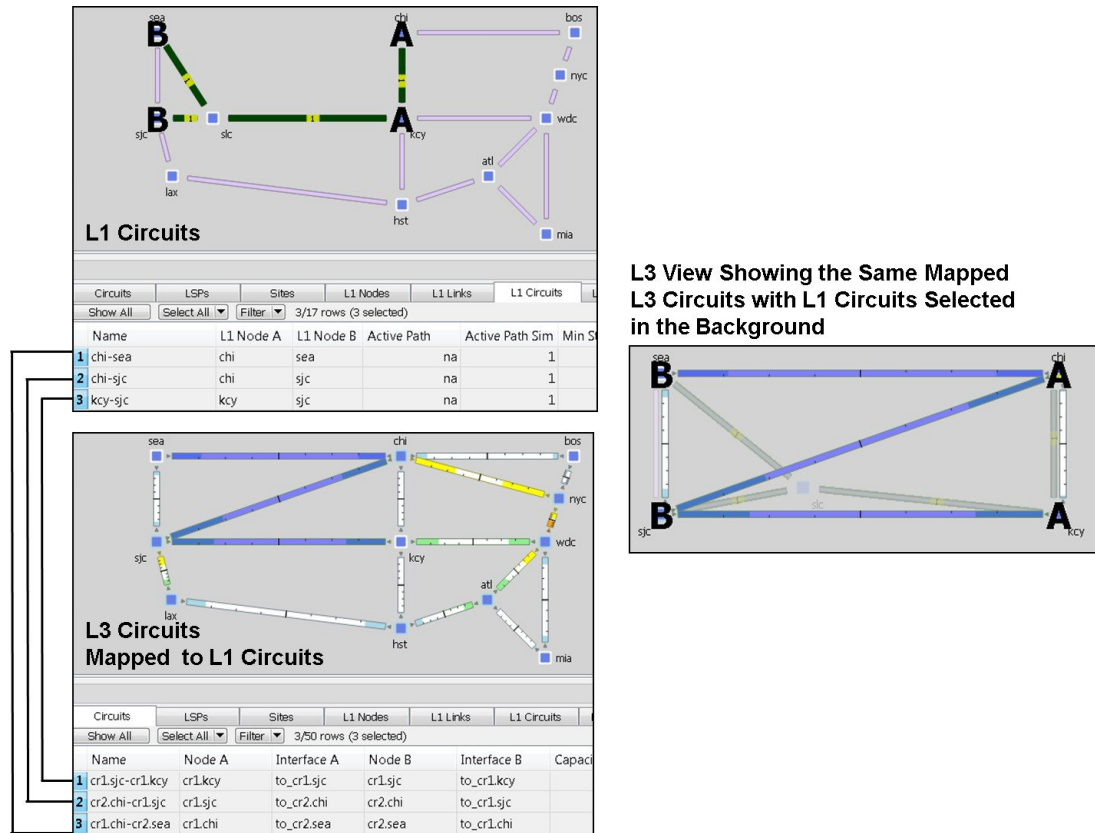 sea
chi
bos
B
A
nyc
B
A
sjc
slc
kcy
wdc
atl
lax
hst
mia
L1 Circuits
Circuits LSPs Sites L1 Nodes L1 Links L1 Circuits L
Show All Select All Filter 3/17 rows (3 selected)
Name L1 Node A L1 Node B Active Path Active Path Sim Min St
1 chi-sea chi sea na 1
2 chi-sjc chi sjc na 1
3 kcy-sjc kcy sjc na 1
sea
chi
bos
nyc
sjc
kcy
wdc
atl
lax
hst
mia
L3 Circuits
Mapped to L1 Circuits
Circuits LSPs Sites L1 Nodes L1 Links L1 Circuits
Show All Select All Filter 3/50 rows (3 selected)
Name Node A Interface A Node B Interface B Capaci
1 cr1.sjc-cr1.kcy cr1.kcy to_cr1.sjc cr1.sjc to_cr1.kcy
2 cr2.chi-cr1.sjc cr1.sjc to_cr2.chi cr2.chi to_cr1.sjc
3 cr1.chi-cr2.sea cr1.chi to_cr2.sea cr2.sea to_cr1.chi
L3 View Showing the Same Mapped
L3 Circuits with L1 Circuits Selected
in the Background
sea
chi
B
A
slc
B
A
sjc
kcy